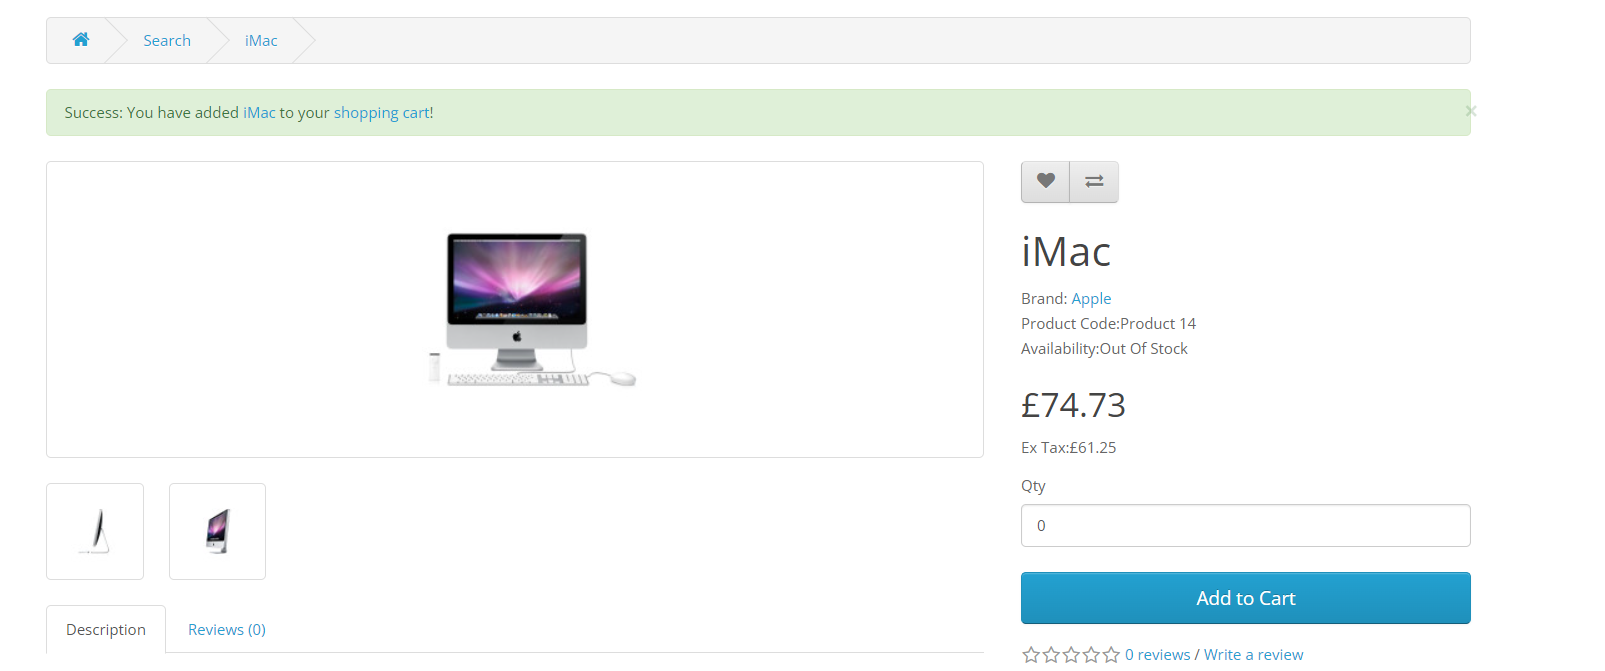 Search
iMac
Success: You have added iMac to your shopping cart!
×
iMac
Brand: Apple
Product Code:Product 14
Availability:Out Of Stock
£74.73
Ex Tax:£61.25
Qty
0
Add to Cart
0 reviews / Write a review
Description
Reviews (0)